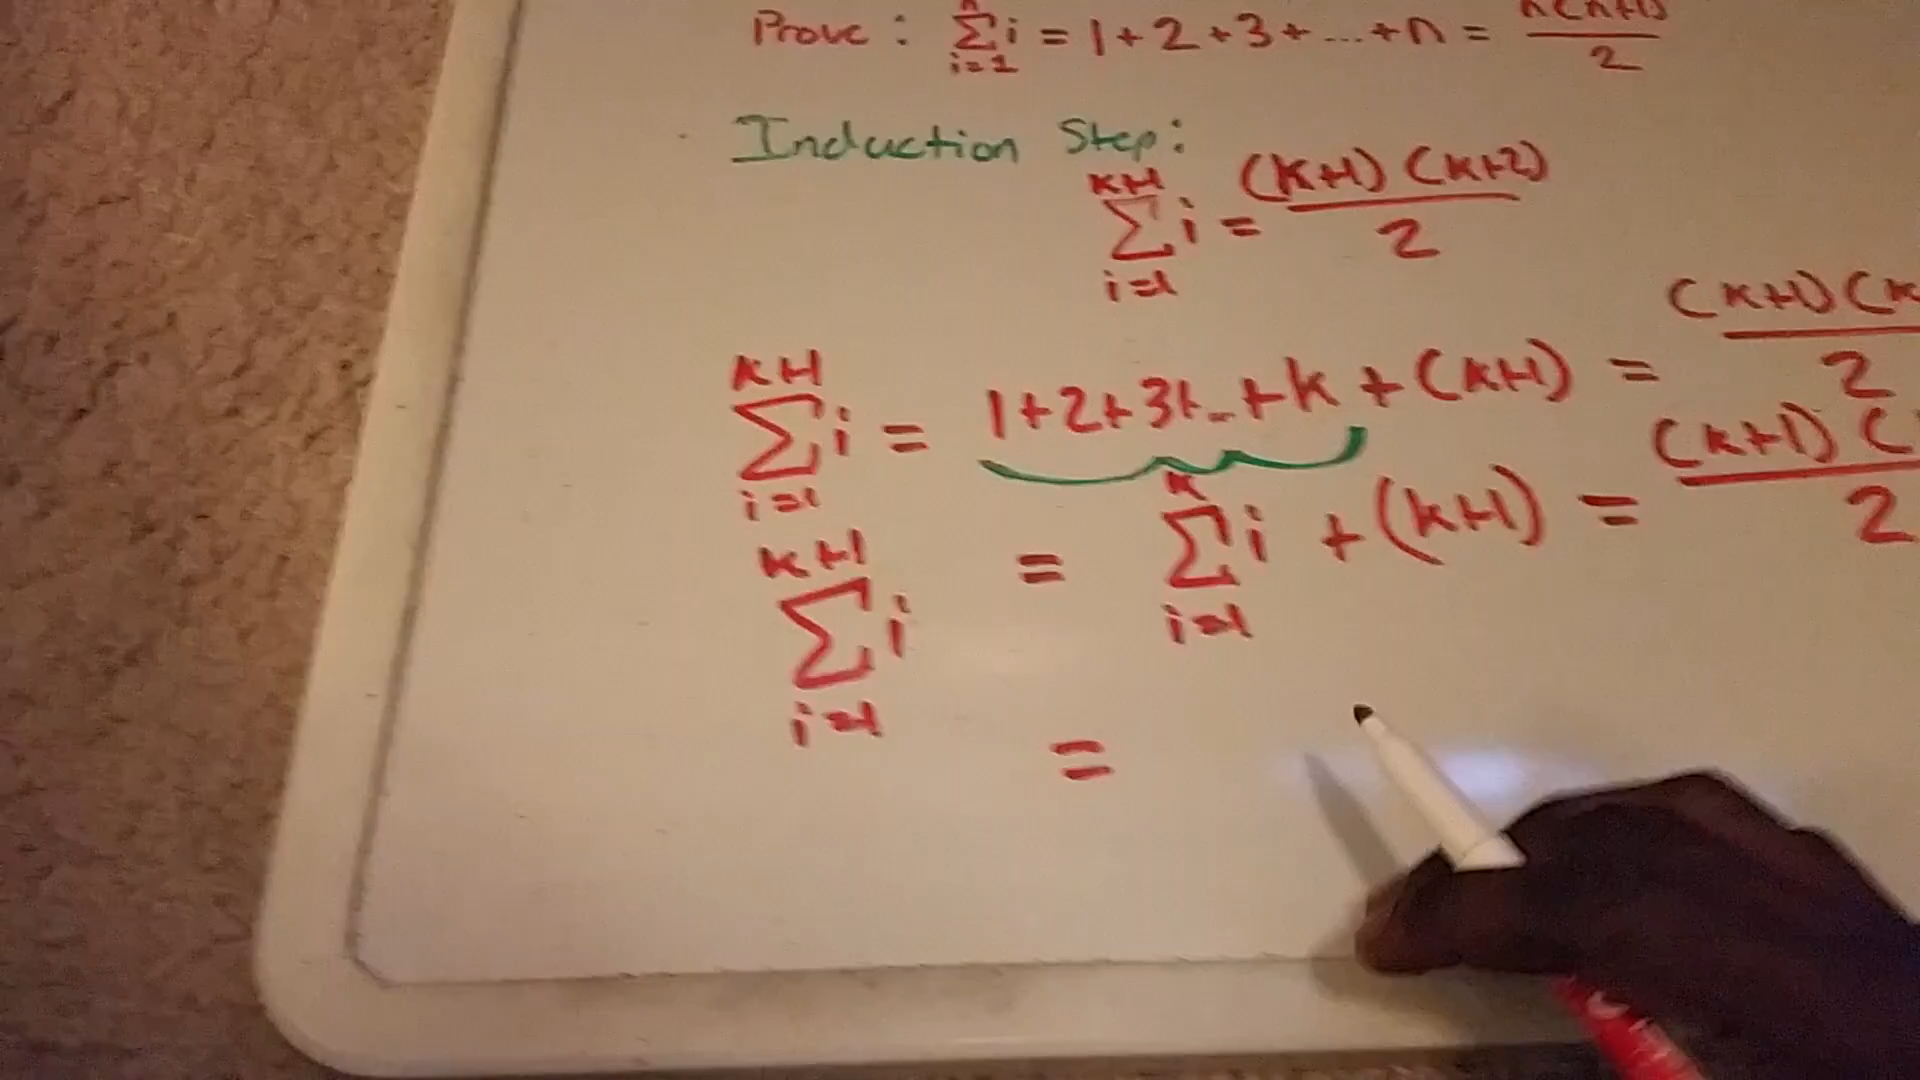 Prove : n∑i=1 i = 1+2+3+...+n = n(n+1)/2
Induction Step:
k+1∑i=1 i = (k+1)(k+2)/2
k+1∑i=1 i = 1+2+3+...+k+(k+1) = (k+1)(k/2
k+1∑i=1 i = k∑i=1 i + (k+1) = (k+1)(/2
=